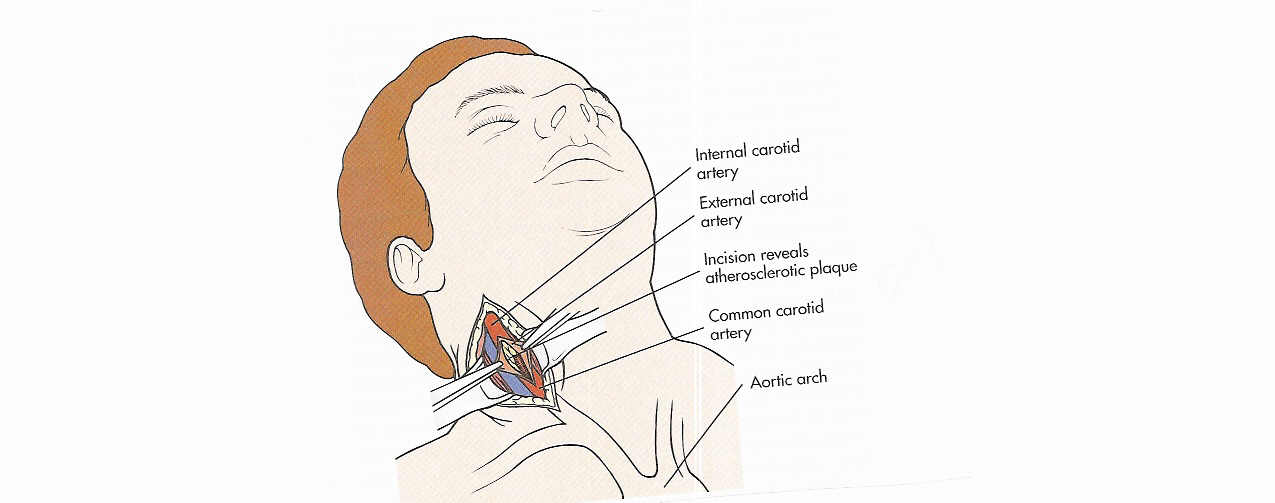 Internal carotid
artery
External carotid
artery
Incision reveals
atherosclerotic plaque
Common carotid
artery
Aortic arch